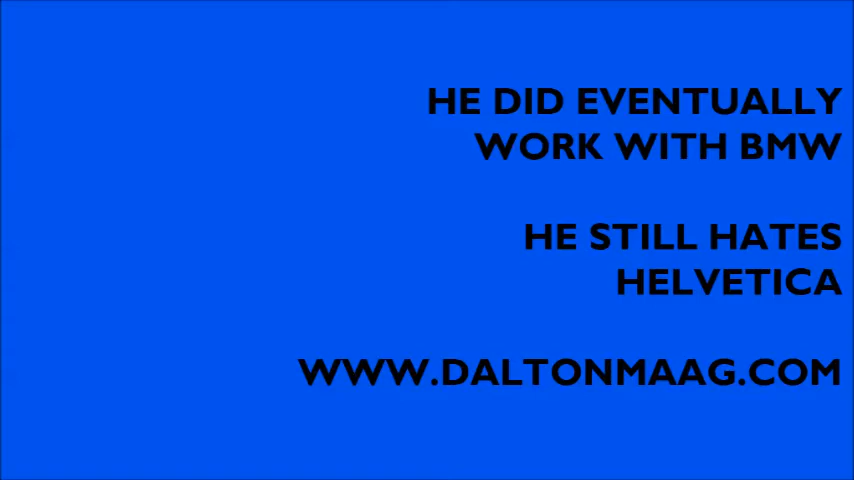 HE DID EVENTUALLY
WORK WITH BMW
HE STILL HATES
HELVETICA
WWW.DALTONMAAG.COM